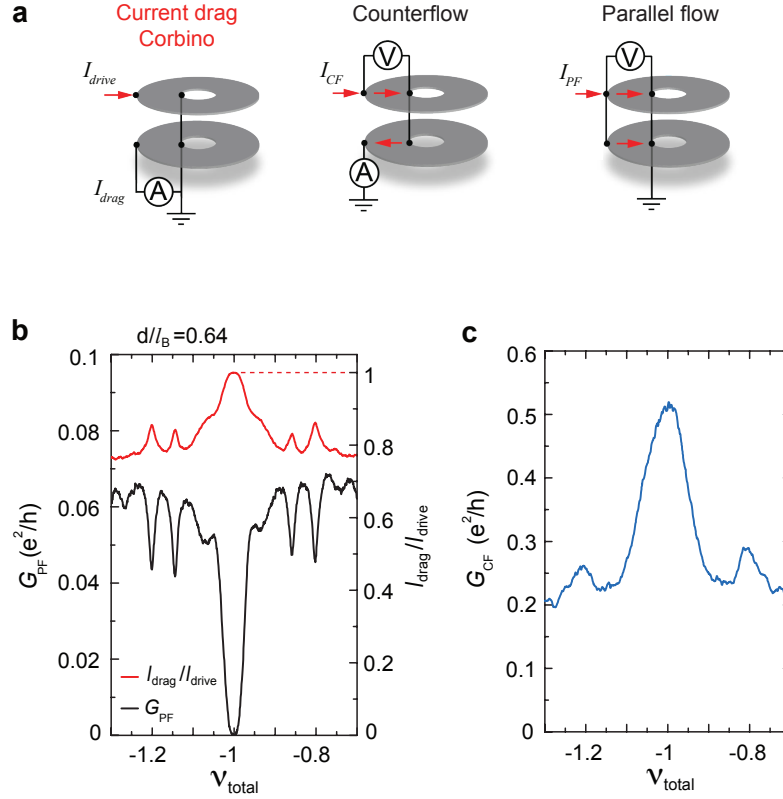 a
Current drag
Corbino
Counterflow
Parallel flow
I_drive
I_drag
A
I_CF
V
A
I_PF
V
b
d/l_B=0.64
G_PF (e²/h)
0.1
0.08
0.06
0.04
0.02
0
1
0.8
0.6
0.4
0.2
0
I_drag/I_drive
I_drag/I_drive
G_PF
-1.2
-1
-0.8
ν_total
c
G_CF (e²/h)
0.6
0.5
0.4
0.3
0.2
0.1
0
-1.2
-1
-0.8
ν_total